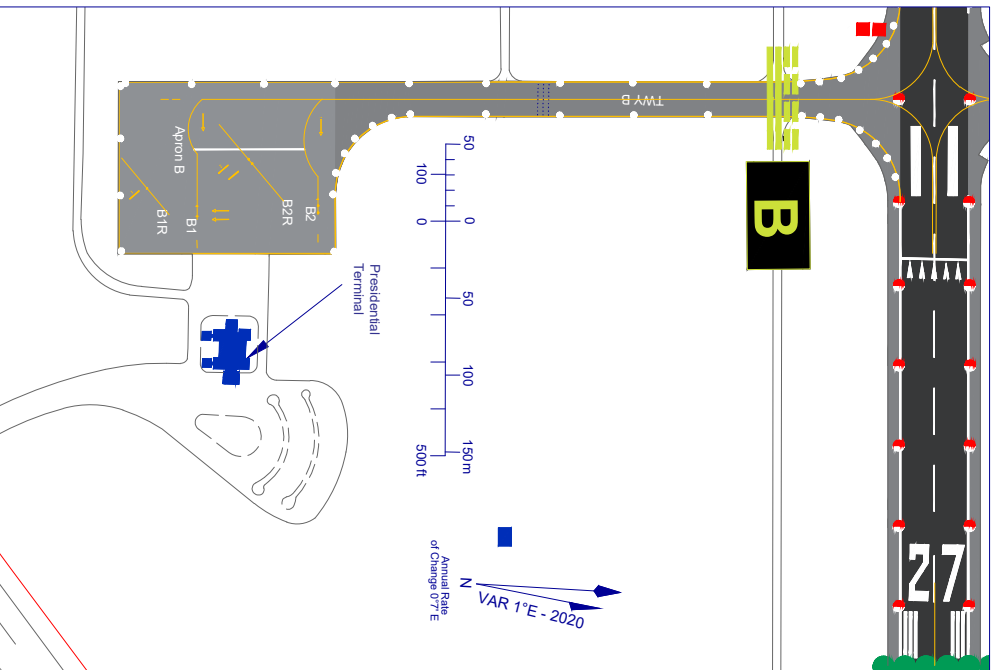 TWY B
Apron B
B1R
B1
B2R
B2
B
50
100
0
0
50
100
150m
500 ft
Presidential
Terminal
Annual Rate
of Change 0°7' E
N
VAR 1°E - 2020
27